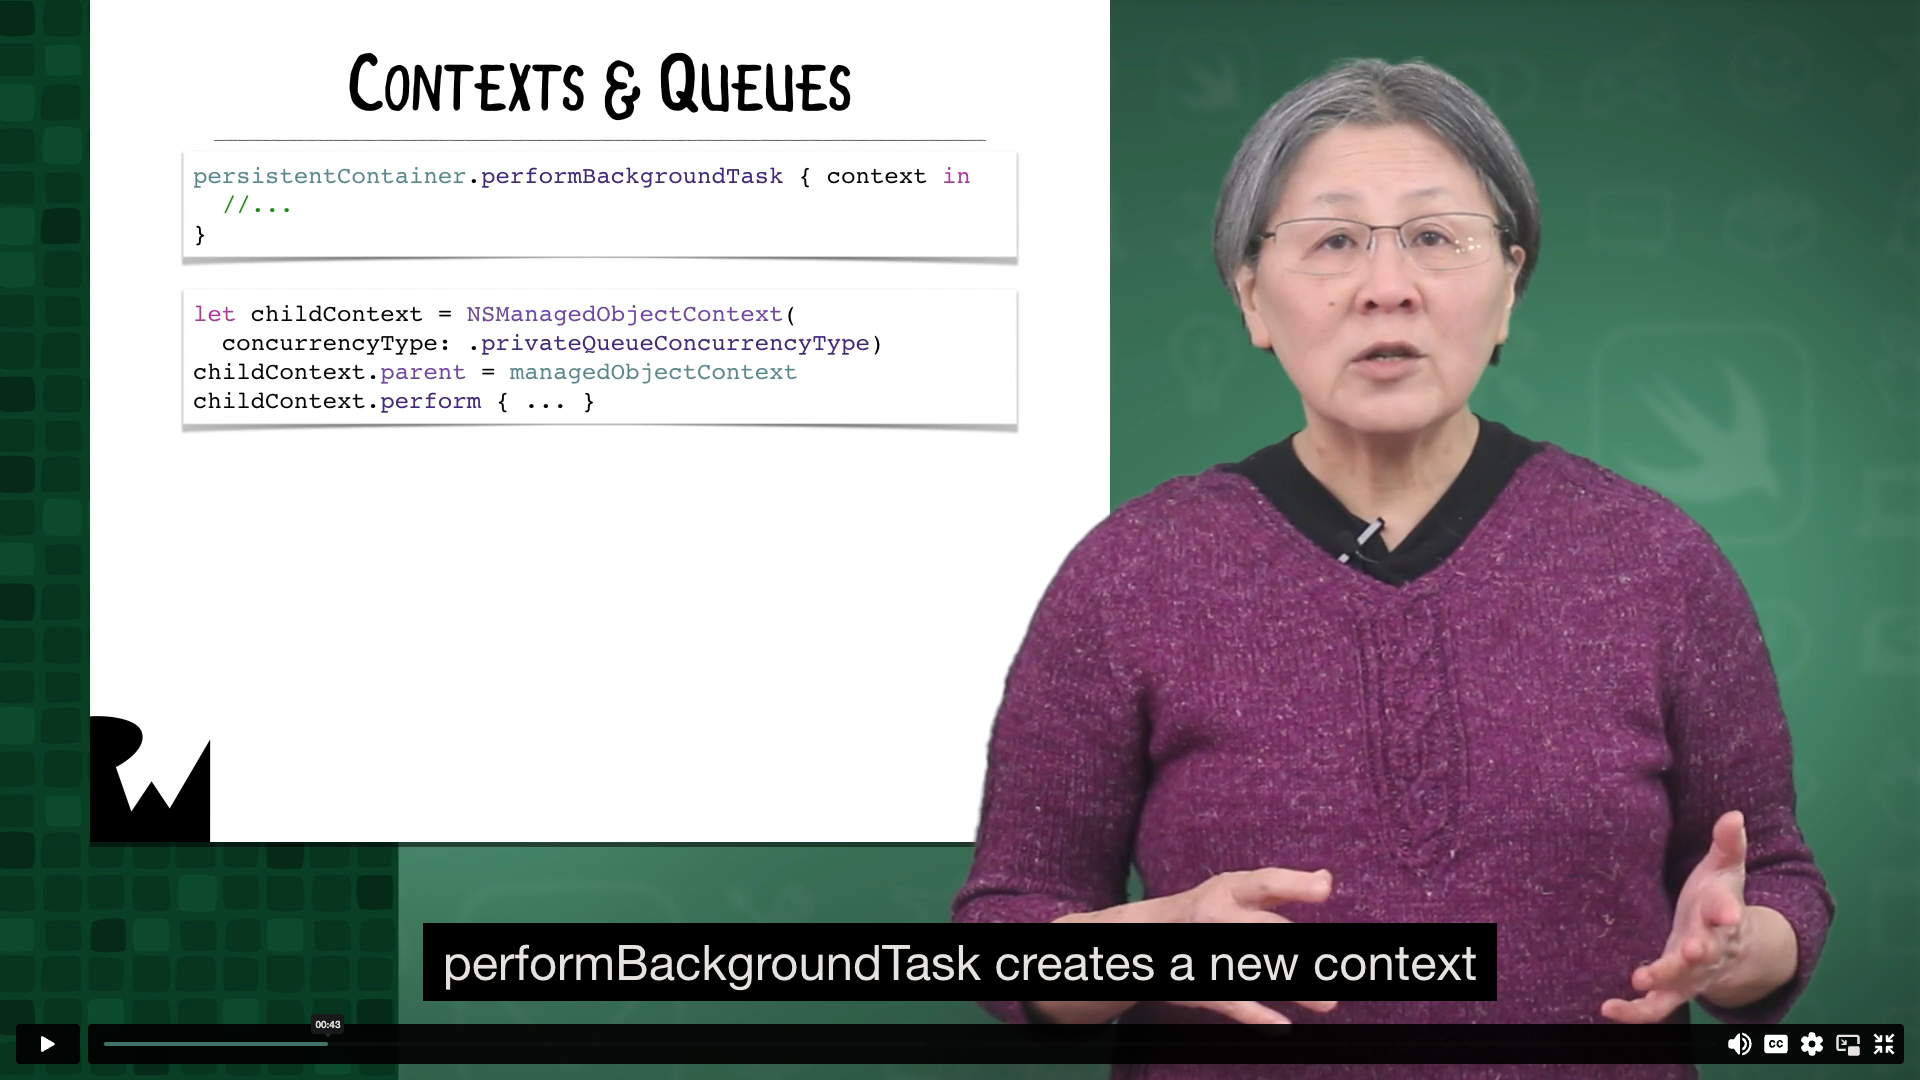 CONTEXTS & QUEUES
persistentContainer.performBackgroundTask { context in
  //...
}
let childContext = NSManagedObjectContext(
  concurrencyType: .privateQueueConcurrencyType)
childContext.parent = managedObjectContext
childContext.perform { ... }
RW
performBackgroundTask creates a new context
00:43
CC